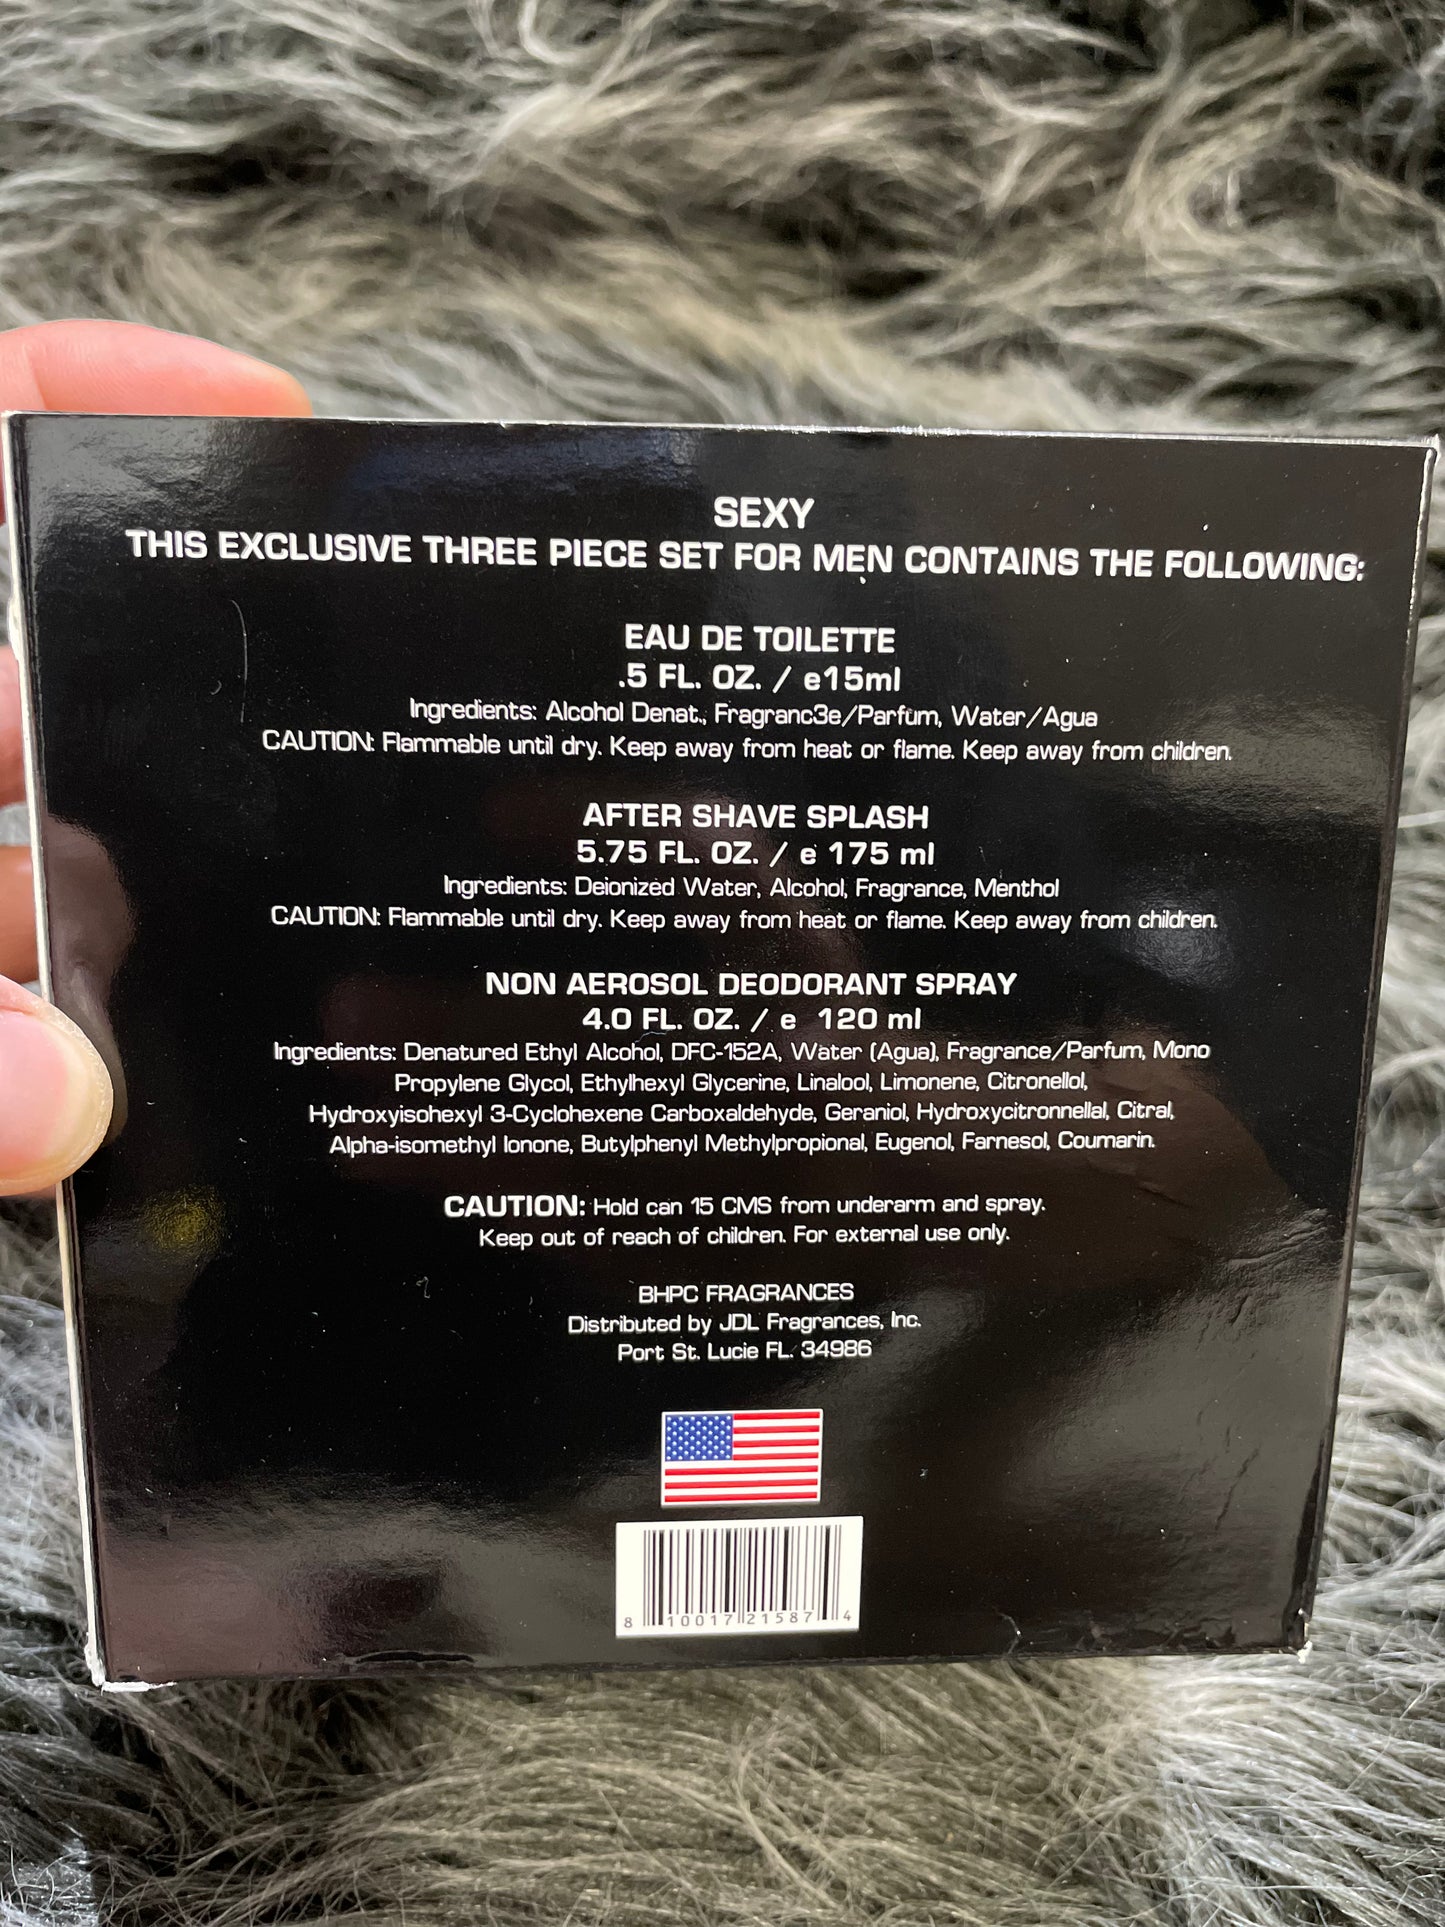 SEXY
THIS EXCLUSIVE THREE PIECE SET FOR MEN CONTAINS THE FOLLOWING:
EAU DE TOILETTE
.5 FL. OZ. / e15ml
Ingredients: Alcohol Denat., Fragranc3e/Parfum, Water/Agua
CAUTION: Flammable until dry. Keep away from heat or flame. Keep away from children.
AFTER SHAVE SPLASH
5.75 FL. OZ. / e 175 ml
Ingredients: Deionized Water, Alcohol, Fragrance, Menthol
CAUTION: Flammable until dry. Keep away from heat or flame. Keep away from children.
NON AEROSOL DEODORANT SPRAY
4.0 FL. OZ. / e 120 ml
Ingredients: Denatured Ethyl Alcohol, DFC-152A, Water (Agua), Fragrance/Parfum, Mono
Propylene Glycol, Ethylhexyl Glycerine, Linalool, Limonene, Citronellol,
Hydroxyisohexyl 3-Cyclohexene Carboxaldehyde, Geraniol, Hydroxycitronnellal, Citral,
Alpha-isomethyl Ionone, Butylphenyl Methylpropional, Eugenol, Farnesol, Coumarin.
CAUTION: Hold can 15 CMS from underarm and spray.
Keep out of reach of children. For external use only.
BHPC FRAGRANCES
Distributed by JDL Fragrances, Inc.
Port St. Lucie FL. 34986
8 10017 21587 4